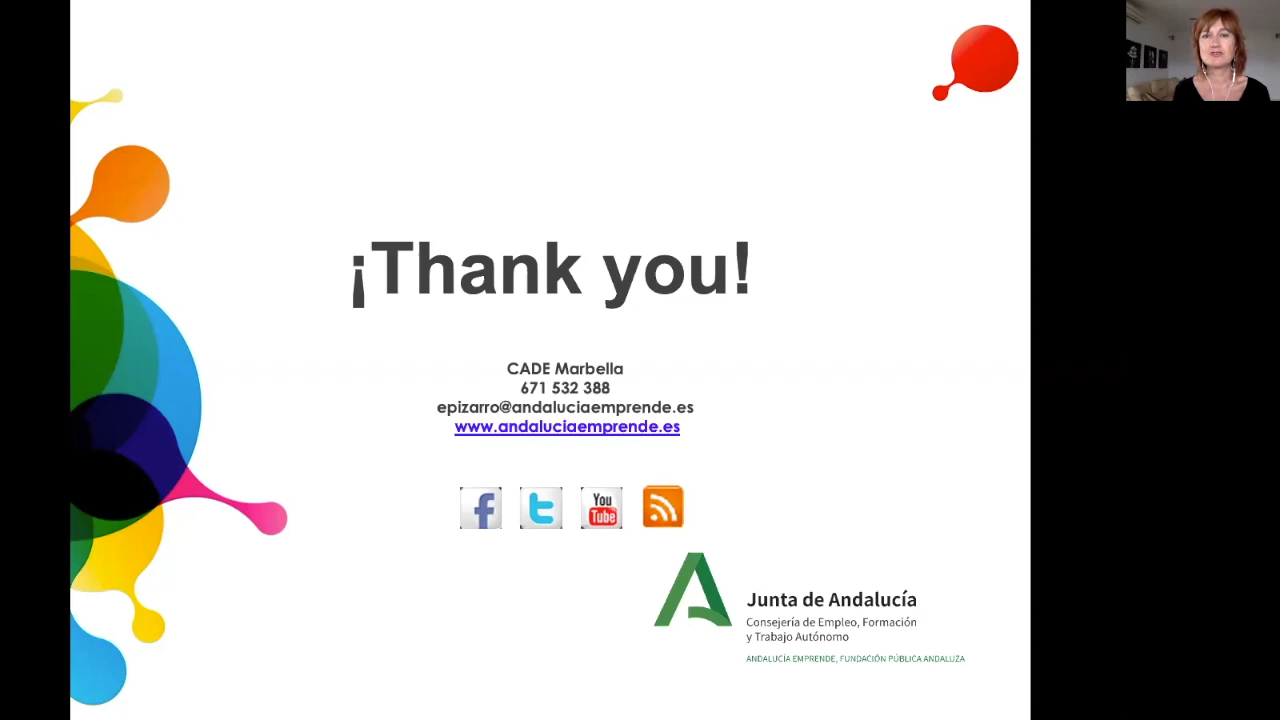 ¡Thank you!
CADE Marbella
671 532 388
epizarro@andaluciaemprende.es
www.andaluciaemprende.es
f
t
You
Tube
Junta de Andalucía
Consejería de Empleo, Formación
y Trabajo Autónomo
ANDALUCÍA EMPRENDE, FUNDACIÓN PÚBLICA ANDALUZA